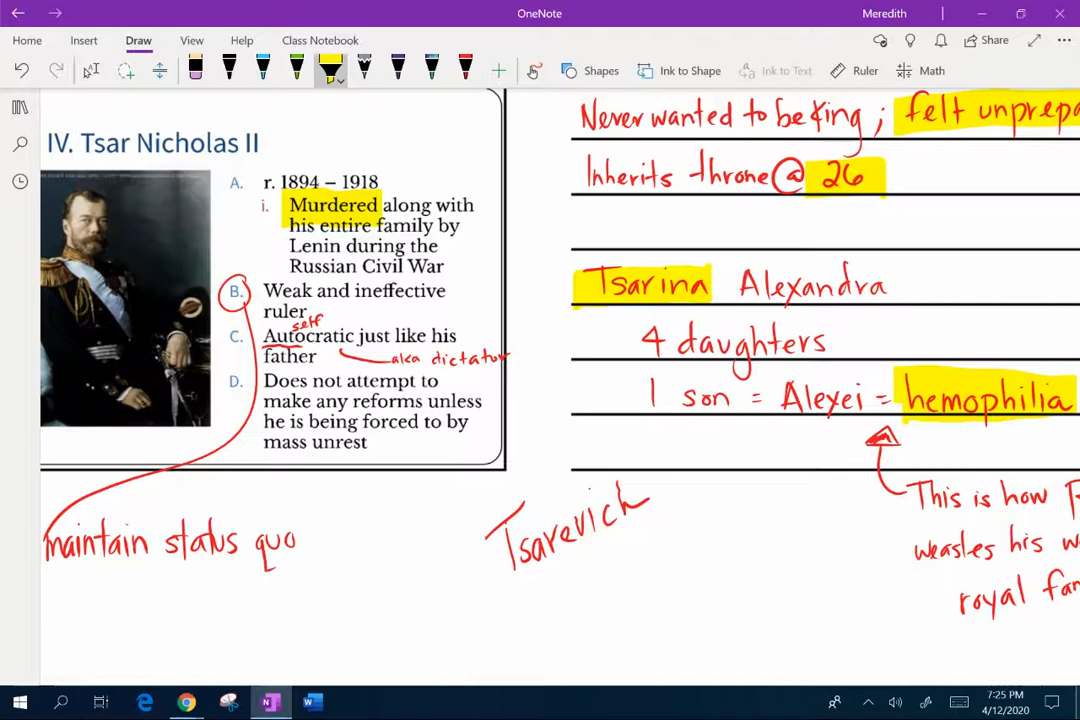 OneNote
Meredith
Home Insert Draw View Help Class Notebook
Share
Shapes Ink to Shape Ink to Text Ruler Math
IV. Tsar Nicholas II
A. r. 1894 – 1918
i. Murdered along with
his entire family by
Lenin during the
Russian Civil War
B. Weak and ineffective
ruler
self
C. Autocratic just like his
father
aka dictator
D. Does not attempt to
make any reforms unless
he is being forced to by
mass unrest
maintain status quo
Never wanted to be king; felt unprepa
Inherits throne @ 26
Tsarina Alexandra
4 daughters
1 son = Alexei = hemophilia
Tsarevich
This is how
weasles his w
royal fam
7:25 PM
4/12/2020